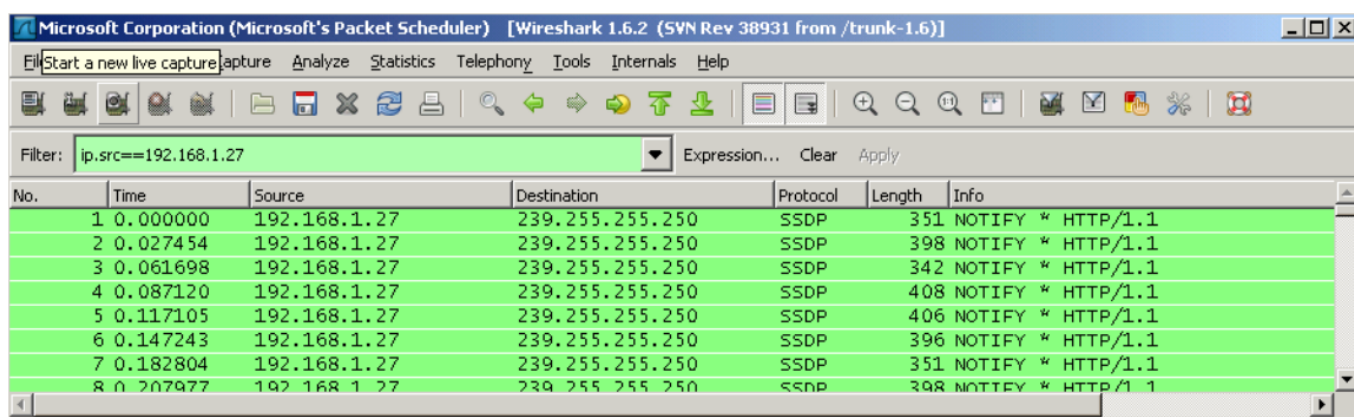 Microsoft Corporation (Microsoft's Packet Scheduler) [Wireshark 1.6.2 (SVN Rev 38931 from /trunk-1.6)]
File Start a new live capture Capture Analyze Statistics Telephony Tools Internals Help
Filter: ip.src==192.168.1.27 Expression... Clear Apply
No. Time Source Destination Protocol Length Info
1 0.000000 192.168.1.27 239.255.255.250 SSDP 351 NOTIFY * HTTP/1.1
2 0.027454 192.168.1.27 239.255.255.250 SSDP 398 NOTIFY * HTTP/1.1
3 0.061698 192.168.1.27 239.255.255.250 SSDP 342 NOTIFY * HTTP/1.1
4 0.087120 192.168.1.27 239.255.255.250 SSDP 408 NOTIFY * HTTP/1.1
5 0.117105 192.168.1.27 239.255.255.250 SSDP 406 NOTIFY * HTTP/1.1
6 0.147243 192.168.1.27 239.255.255.250 SSDP 396 NOTIFY * HTTP/1.1
7 0.182804 192.168.1.27 239.255.255.250 SSDP 351 NOTIFY * HTTP/1.1
8 0.207977 192.168.1.27 239.255.255.250 SSDP 398 NOTIFY * HTTP/1.1